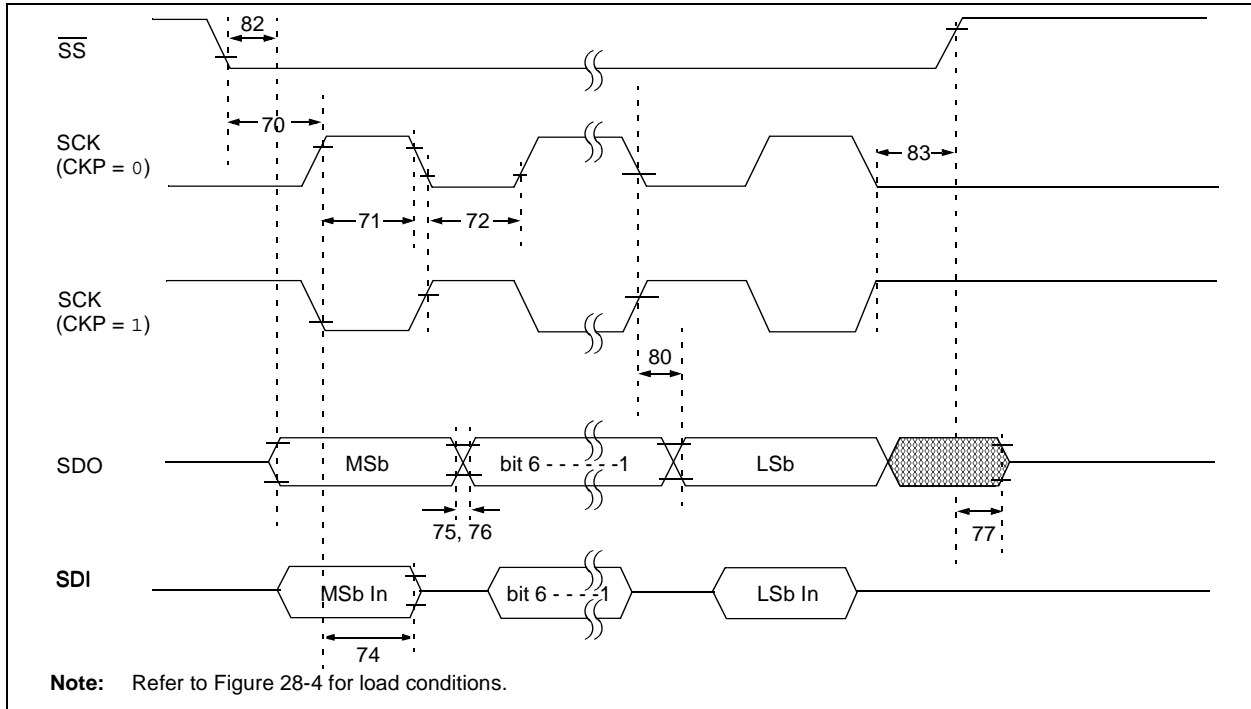 SS
82
70
SCK
(CKP = 0)
83
71
72
SCK
(CKP = 1)
80
SDO
MSb
bit 6 - - - - - -1
LSb
75, 76
77
SDI
MSb In
bit 6 - - - -1
LSb In
74
Note: Refer to Figure 28-4 for load conditions.